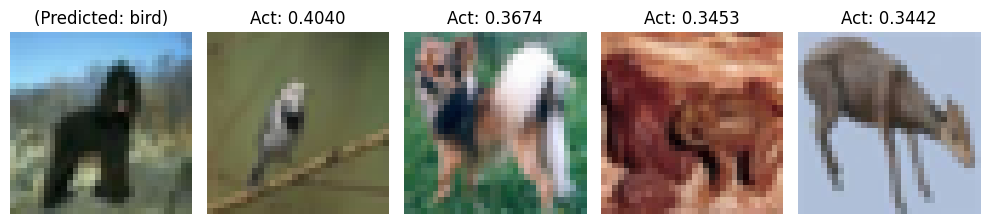 (Predicted: bird)
Act: 0.4040
Act: 0.3674
Act: 0.3453
Act: 0.3442